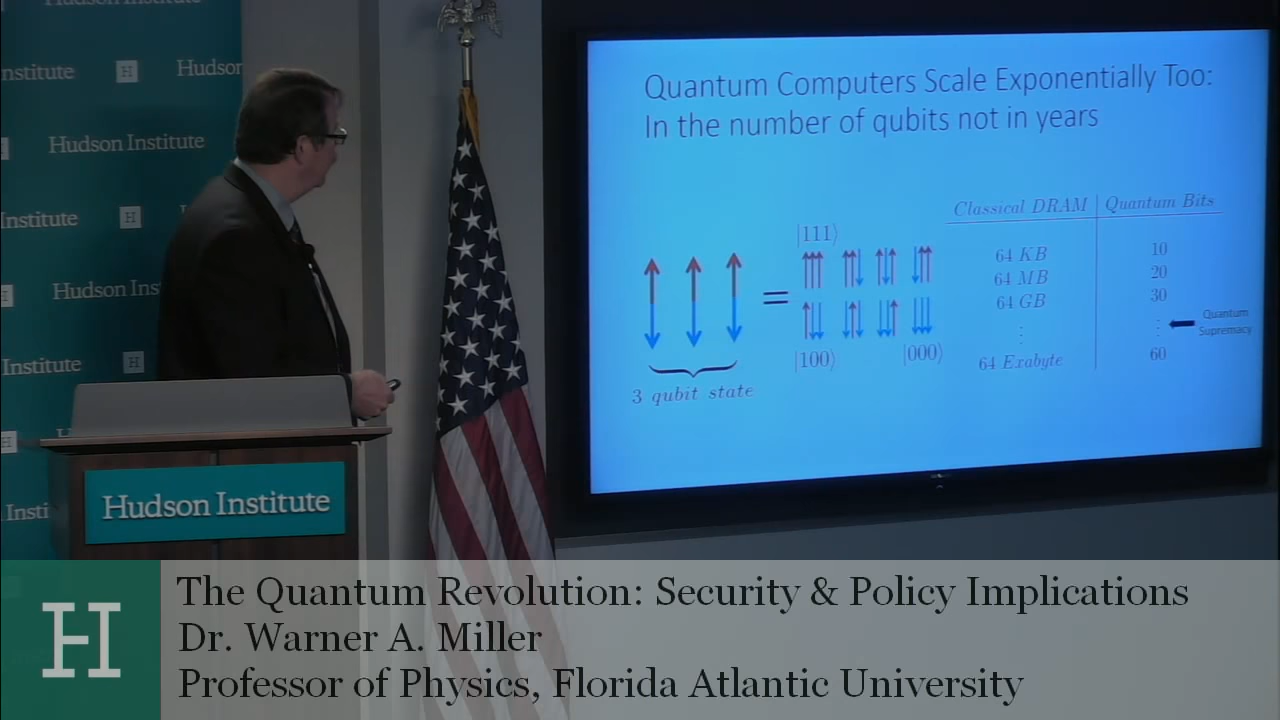 Hudson Institute
nstitute
H
Hudson
Hudson Institute
Institute
H
Hudson Ins
Institute
H
H
Insti
Hudson Institute
Quantum Computers Scale Exponentially Too:
In the number of qubits not in years
Classical DRAM Quantum Bits
|111⟩
64 KB 10
64 MB 20
64 GB 30
⋮ ⋮
Quantum
Supremacy
64 Exabyte 60
=
|100⟩ |000⟩
3 qubit state
H
The Quantum Revolution: Security & Policy Implications
Dr. Warner A. Miller
Professor of Physics, Florida Atlantic University